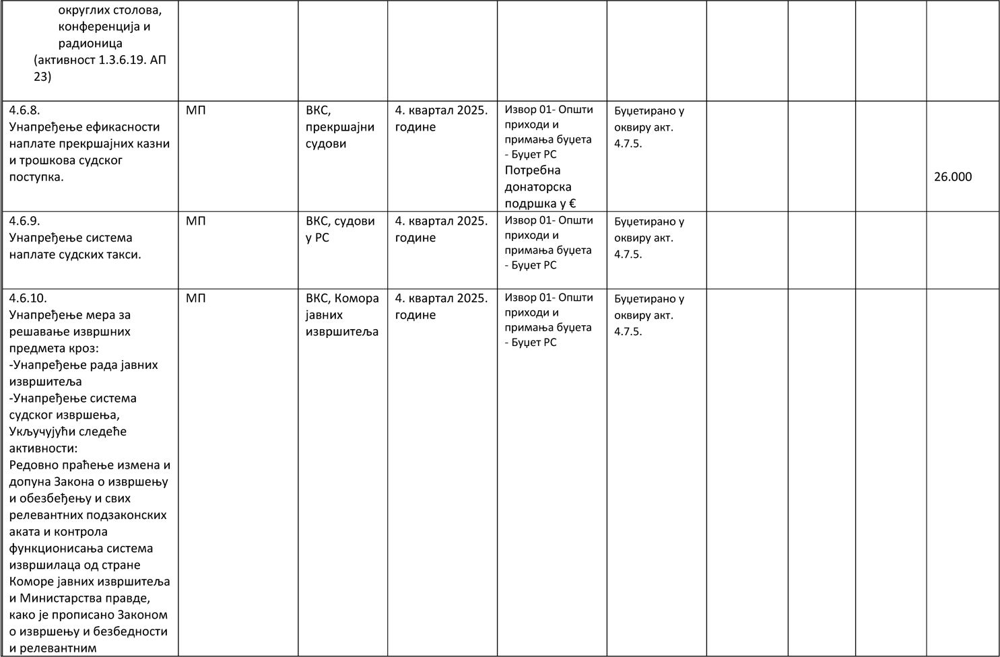 округлих столова,
конференција и
радионица
(активност 1.3.6.19. АП
23)
4.6.8.
Унапређење ефикасности
наплате прекршајних казни
и трошкова судског
поступка.
МП
ВКС,
прекршајни
судови
4. квартал 2025.
године
Извор 01- Општи
приходи и
примања буџета
- Буџет РС
Потребна
донаторска
подршка у €
Буџетирано у
оквиру акт.
4.7.5.
26.000
4.6.9.
Унапређење система
наплате судских такси.
МП
ВКС, судови
у РС
4. квартал 2025.
године
Извор 01- Општи
приходи и
примања буџета
- Буџет РС
Буџетирано у
оквиру акт.
4.7.5.
4.6.10.
Унапређење мера за
решавање извршних
предмета кроз:
-Унапређење рада јавних
извршитеља
-Унапређење система
судског извршења,
Укључујући следеће
активности:
Редовно праћење измена и
допуна Закона о извршењу
и обезбеђењу и свих
релевантних подзаконских
аката и контрола
функционисања система
извршилаца од стране
Коморе јавних извршитеља
и Министарства правде,
како је прописано Законом
о извршењу и безбедности
и релевантним
МП
ВКС, Комора
јавних
извршитеља
4. квартал 2025.
године
Извор 01- Општи
приходи и
примања буџета
- Буџет РС
Буџетирано у
оквиру акт.
4.7.5.